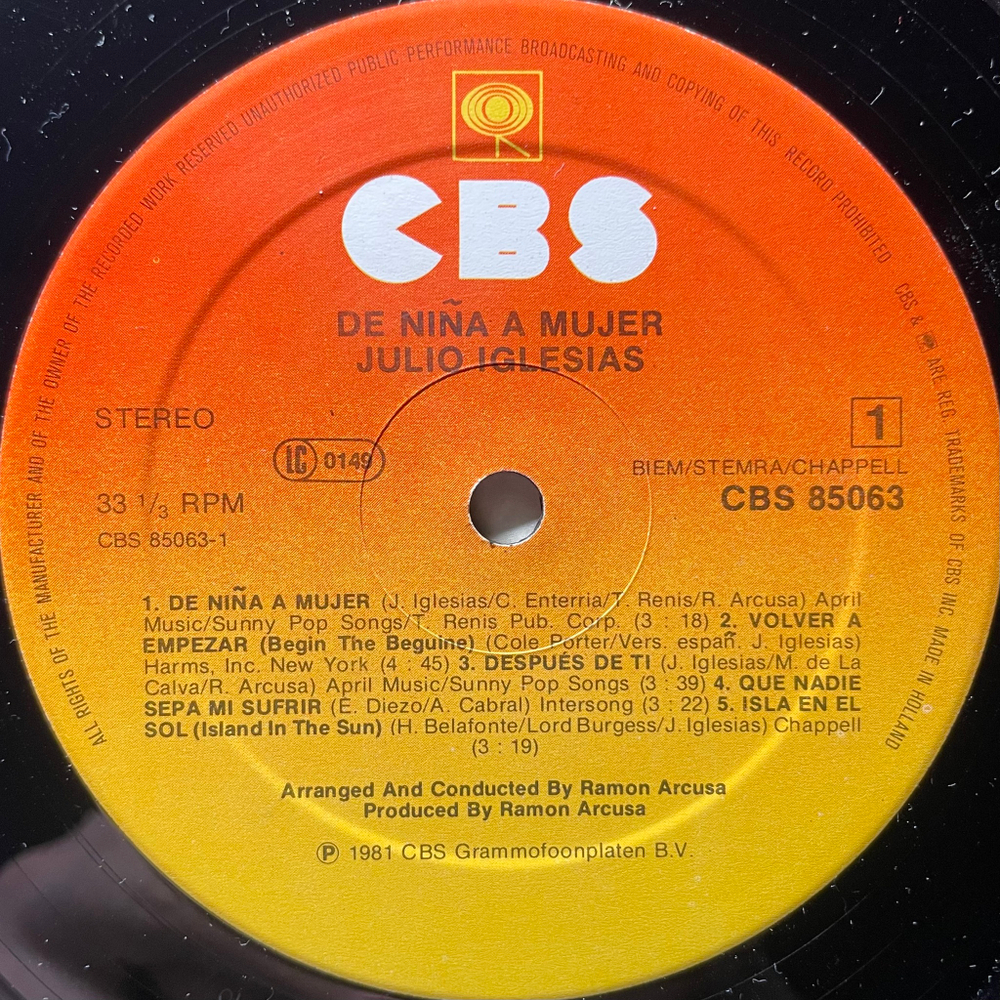 ALL RIGHTS OF THE MANUFACTURER AND OF THE OWNER OF THE RECORDED WORK RESERVED UNAUTHORIZED PUBLIC PERFORMANCE BROADCASTING AND COPYING OF THIS RECORD PROHIBITED
CBS & ARE REG. TRADEMARKS OF CBS INC. MADE IN HOLLAND
CBS
DE NIÑA A MUJER
JULIO IGLESIAS
STEREO
1
LC 0149
BIEM/STEMRA/CHAPPELL
33 1/3 RPM
CBS 85063
CBS 85063-1
1. DE NIÑA A MUJER (J. Iglesias/C. Enterria/T. Renis/R. Arcusa) April
Music/Sunny Pop Songs/T. Renis Pub. Corp. (3 : 18) 2. VOLVER A
EMPEZAR (Begin The Beguine) (Cole Porter/Vers. españ. J. Iglesias)
Harms, Inc. New York (4 : 45) 3. DESPUÉS DE TI (J. Iglesias/M. de La
Calva/R. Arcusa) April Music/Sunny Pop Songs (3 : 39) 4. QUE NADIE
SEPA MI SUFRIR (E. Diezo/A. Cabral) Intersong (3 : 22) 5. ISLA EN EL
SOL (Island In The Sun) (H. Belafonte/Lord Burgess/J. Iglesias) Chappell
(3 : 19)
Arranged And Conducted By Ramon Arcusa
Produced By Ramon Arcusa
℗ 1981 CBS Grammofoonplaten B.V.